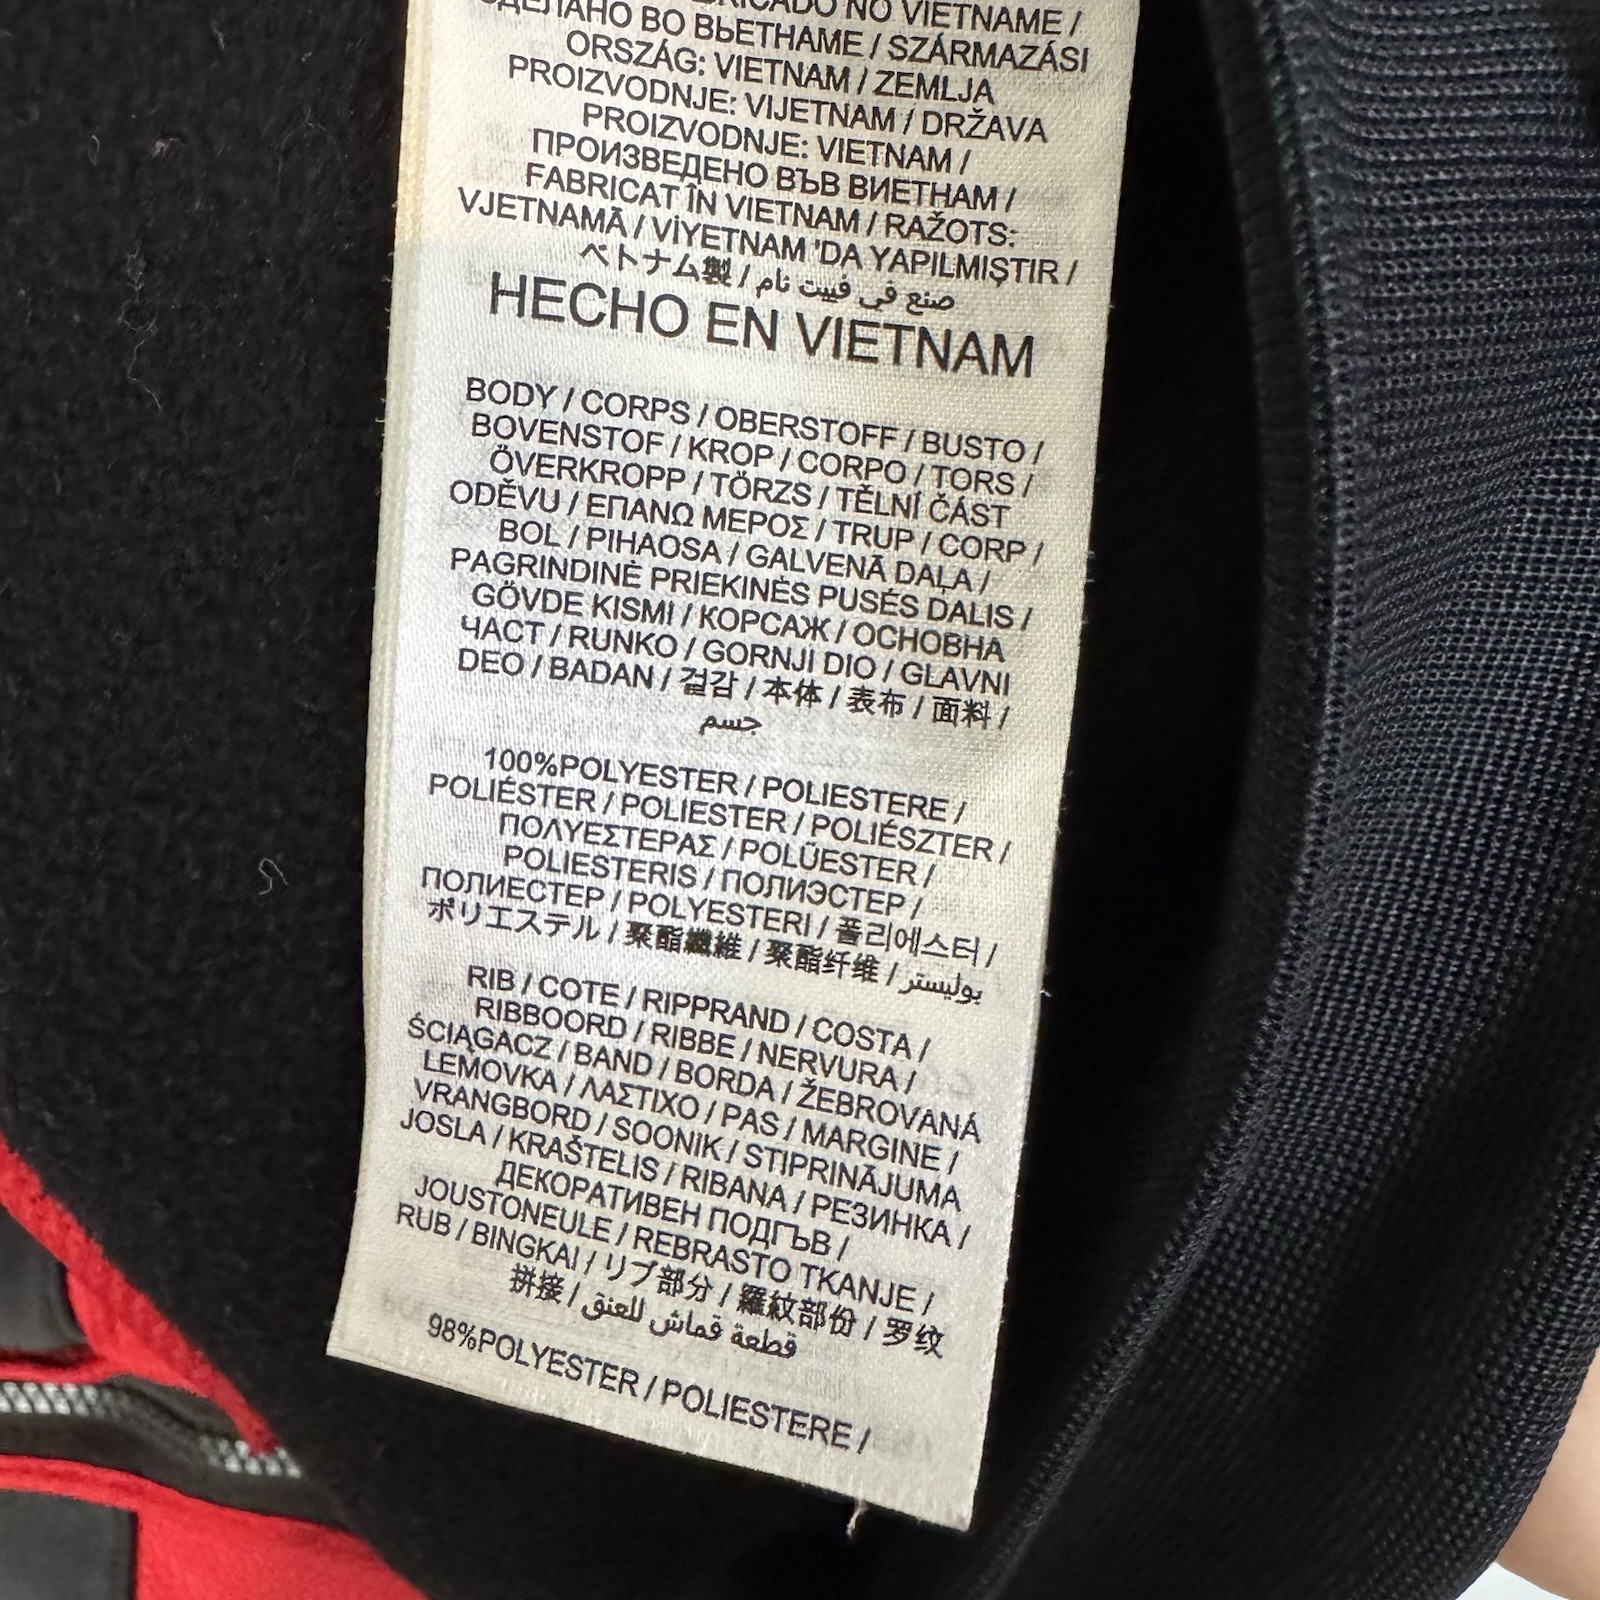 FABRICADO NO VIETNAME /
СДЕЛАНО ВО ВЬЕТНАМЕ / SZÁRMAZÁSI
ORSZÁG: VIETNAM / ZEMLJA
PROIZVODNJE: VIJETNAM / DRŽAVA
PROIZVODNJE: VIETNAM /
ПРОИЗВЕДЕНО ВЪВ ВИЕТНАМ /
FABRICAT ÎN VIETNAM / RAŽOTS:
VJETNAMĀ / VİYETNAM 'DA YAPILMIŞTIR /
ベトナム製 / صنع في فييت نام
HECHO EN VIETNAM
BODY / CORPS / OBERSTOFF / BUSTO /
BOVENSTOF / KROP / CORPO / TORS /
ÖVERKROPP / TÖRZS / TĚLNÍ ČÁST
ODĚVU / ΕΠΑΝΩ ΜΕΡΟΣ / TRUP / CORP /
BOL / PIHAOSA / GALVENĀ DAĻA /
PAGRINDINĖ PRIEKINĖS PUSĖS DALIS /
GÖVDE KISMI / КОРСАЖ / ОСНОВНА
ЧАСТ / RUNKO / GORNJI DIO / GLAVNI
DEO / BADAN / 겉감 / 本体 / 表布 / 面料 /
جسم
100%POLYESTER / POLIESTERE /
POLIÉSTER / POLIESTER / POLIÉSZTER /
ΠΟΛΥΕΣΤΕΡΑΣ / POLÜESTER /
POLIESTERIS / ПОЛИЭСТЕР /
ПОЛИЕСТЕР / POLYESTERI / 폴리에스터 /
ポリエステル / 聚酯纖維 / 聚酯纤维 / بوليستر
RIB / COTE / RIPPRAND / COSTA /
RIBBOORD / RIBBE / NERVURA /
ŚCIĄGACZ / BAND / BORDA / ŽEBROVANÁ
LEMOVKA / ΛΑΣΤΙΧΟ / PAS / MARGINE /
VRANGBORD / SOONIK / STIPRINĀJUMA
JOSLA / KRAŠTELIS / RIBANA / РЕЗИНКА /
ДЕКОРАТИВЕН ПОДГЪВ /
JOUSTONEULE / REBRASTO TKANJE /
RUB / BINGKAI / リブ部分 / 羅紋部份 / 罗纹
拼接 / قطعة قماش للعنق
98%POLYESTER / POLIESTERE /